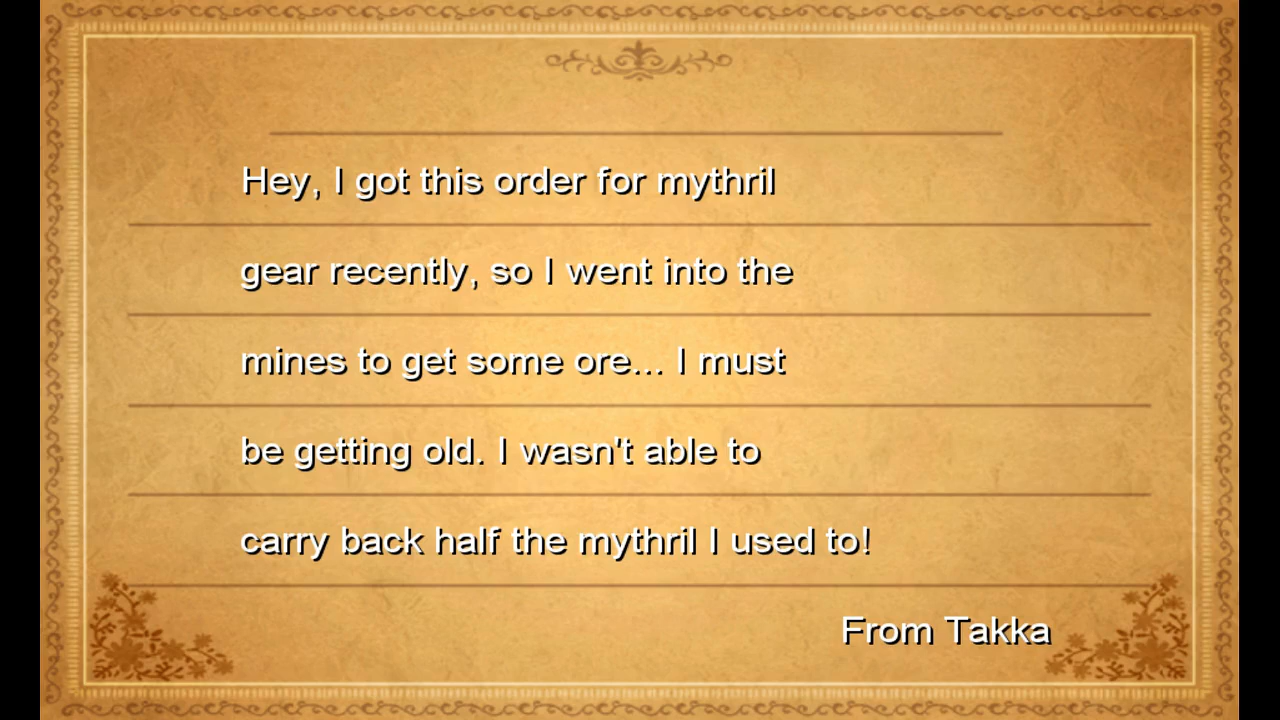 Hey, I got this order for mythril
gear recently, so I went into the
mines to get some ore... I must
be getting old. I wasn't able to
carry back half the mythril I used to!
From Takka